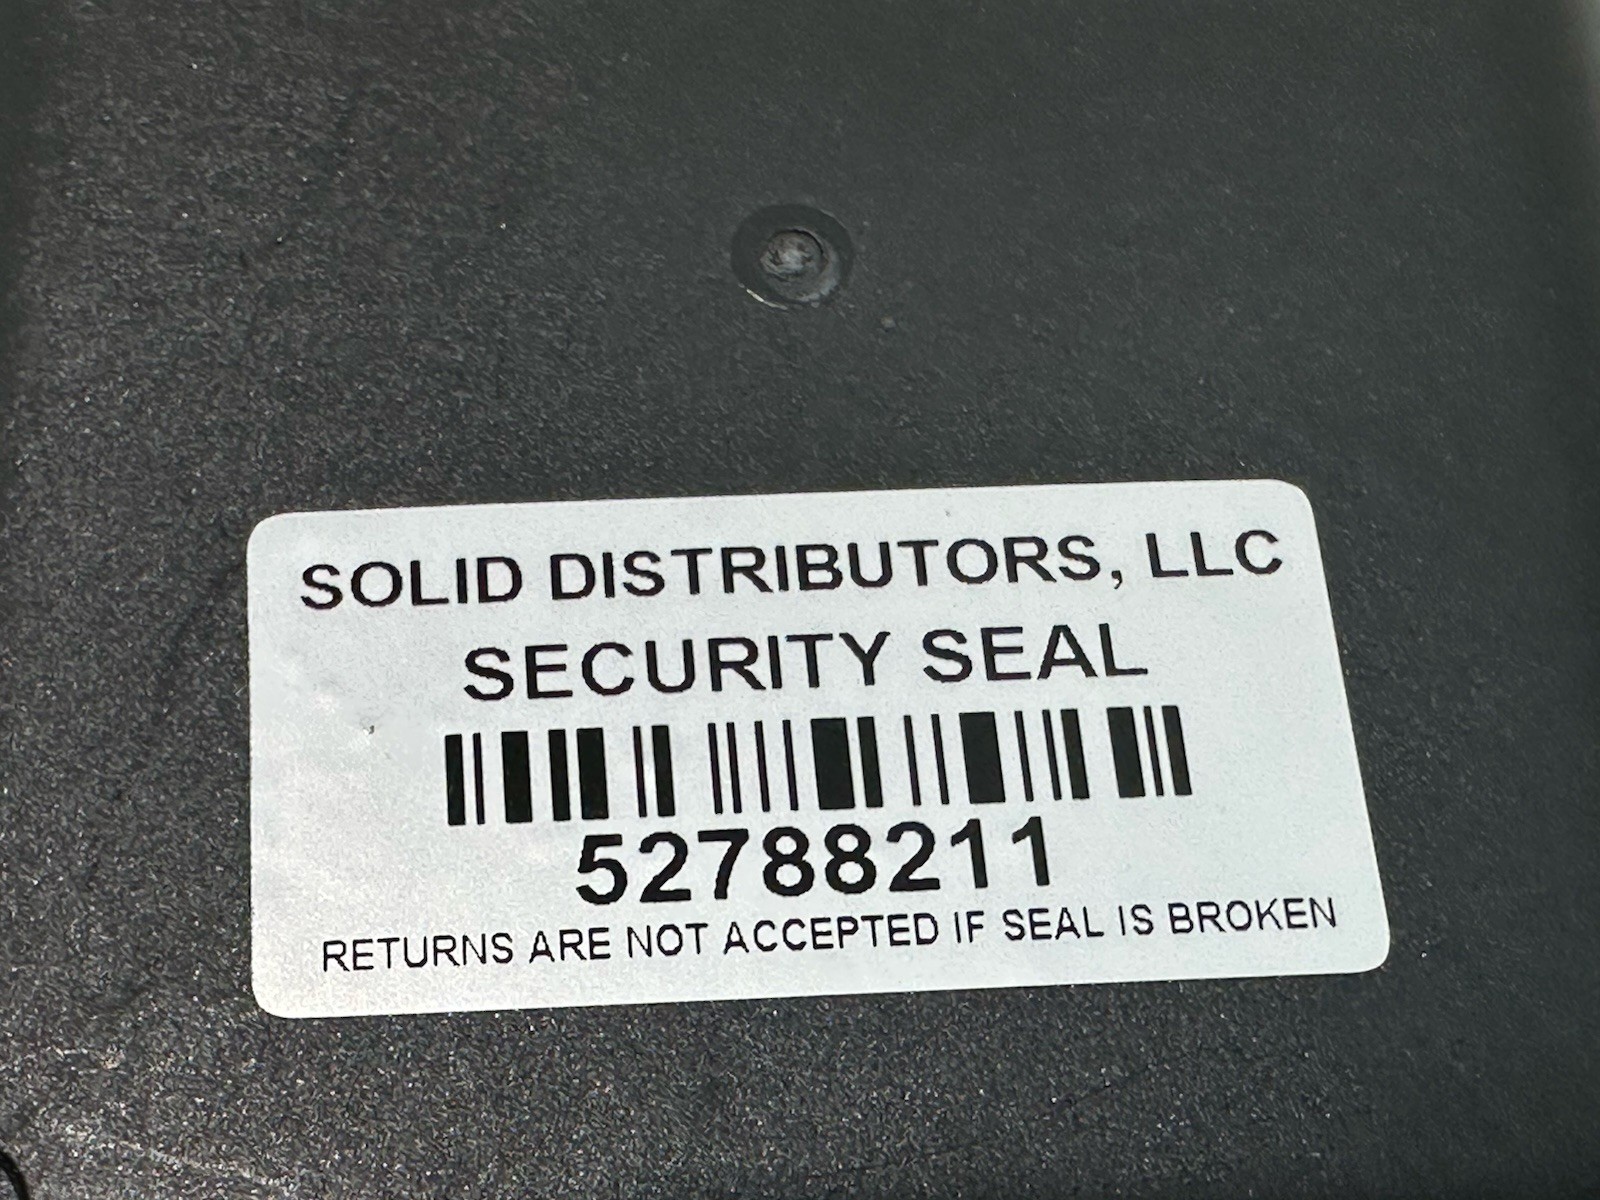 SOLID DISTRIBUTORS, LLC
SECURITY SEAL
52788211
RETURNS ARE NOT ACCEPTED IF SEAL IS BROKEN